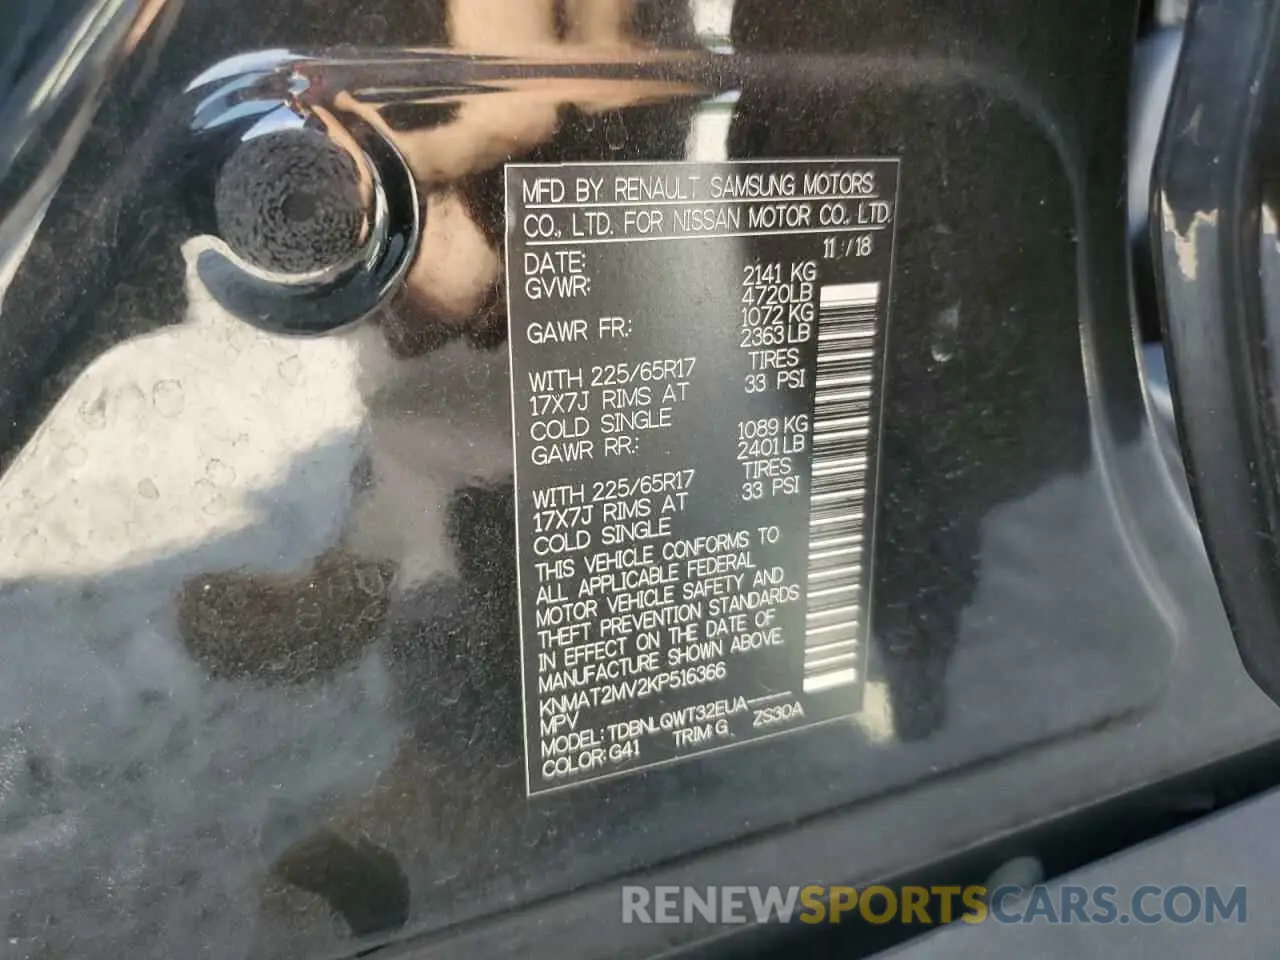 MFD BY RENAULT SAMSUNG MOTORS
CO., LTD. FOR NISSAN MOTOR CO., LTD.
DATE: 11 /18
GVWR: 2141 KG
4720LB
GAWR FR: 1072 KG
2363LB
WITH 225/65R17 TIRES
17X7J RIMS AT 33 PSI
COLD SINGLE
GAWR RR: 1089 KG
2401LB
WITH 225/65R17 TIRES
17X7J RIMS AT 33 PSI
COLD SINGLE
THIS VEHICLE CONFORMS TO
ALL APPLICABLE FEDERAL
MOTOR VEHICLE SAFETY AND
THEFT PREVENTION STANDARDS
IN EFFECT ON THE DATE OF
MANUFACTURE SHOWN ABOVE.
KNMAT2MV2KP516366
MPV
MODEL: TDBNLQWT32EUA-----
COLOR: G41 TRIM: G ZS30A
RENEWSPORTSCARS.COM